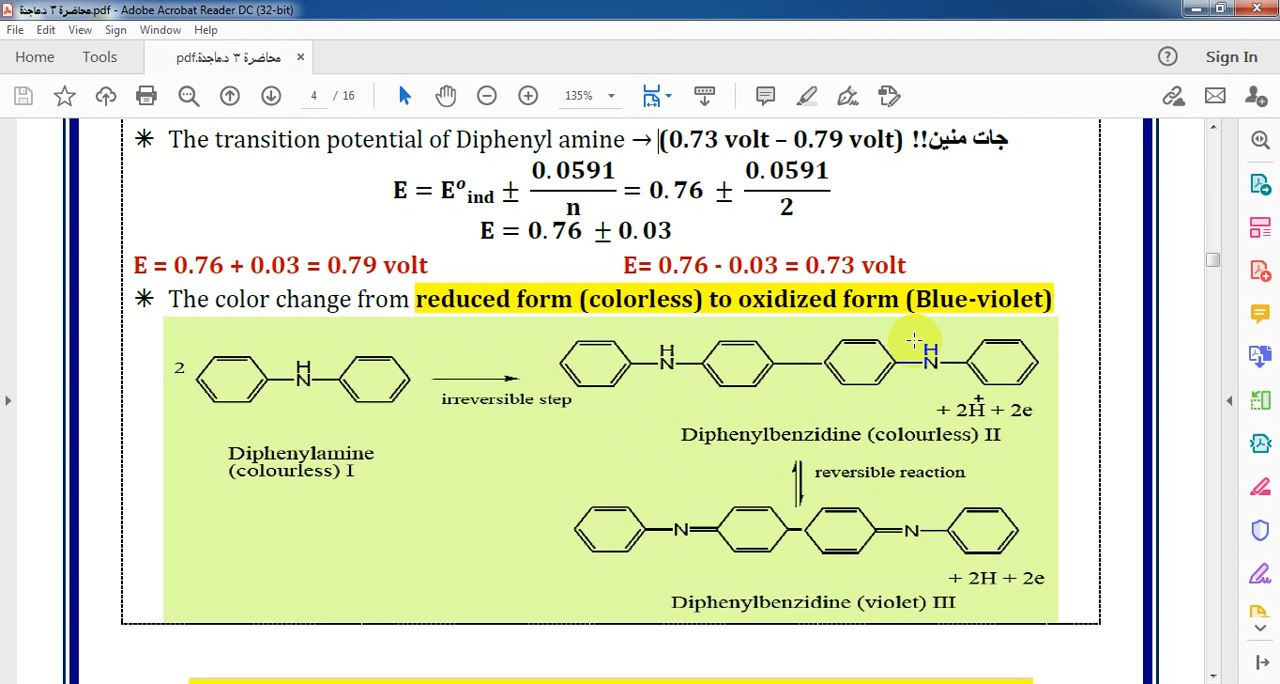 محاضرة ٣ د.ماجدة.pdf - Adobe Acrobat Reader DC (32-bit)
File Edit View Sign Window Help
Home Tools محاضرة ٣ د.ماجدة.pdf × ? Sign In
4 / 16 135%
✳ The transition potential of Diphenyl amine → (0.73 volt – 0.79 volt) جات منين!!
E = E°ind ± 0.0591/n = 0.76 ± 0.0591/2
E = 0.76 ± 0.03
E = 0.76 + 0.03 = 0.79 volt E= 0.76 - 0.03 = 0.73 volt
✳ The color change from reduced form (colorless) to oxidized form (Blue-violet)
2 H N
irreversible step
H N H N
+ 2H⁺ + 2e
Diphenylamine
(colourless) I
Diphenylbenzidine (colourless) II
reversible reaction
N N
+ 2H + 2e
Diphenylbenzidine (violet) III